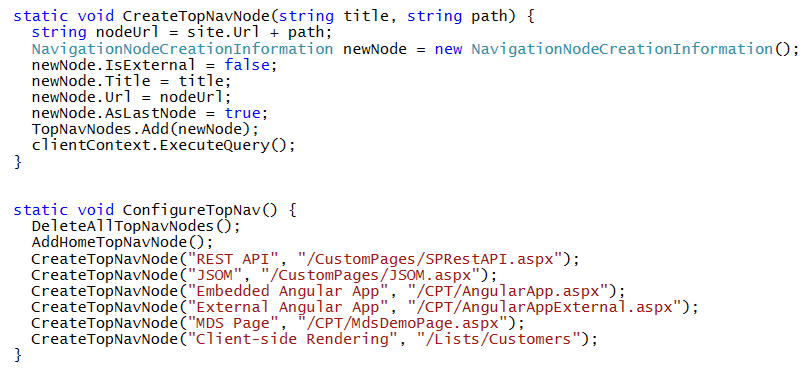 static void CreateTopNavNode(string title, string path) {
  string nodeUrl = site.Url + path;
  NavigationNodeCreationInformation newNode = new NavigationNodeCreationInformation();
  newNode.IsExternal = false;
  newNode.Title = title;
  newNode.Url = nodeUrl;
  newNode.AsLastNode = true;
  TopNavNodes.Add(newNode);
  clientContext.ExecuteQuery();
}
static void ConfigureTopNav() {
  DeleteAllTopNavNodes();
  AddHomeTopNavNode();
  CreateTopNavNode("REST API", "/CustomPages/SPRestAPI.aspx");
  CreateTopNavNode("JSOM", "/CustomPages/JSOM.aspx");
  CreateTopNavNode("Embedded Angular App", "/CPT/AngularApp.aspx");
  CreateTopNavNode("External Angular App", "/CPT/AngularAppExternal.aspx");
  CreateTopNavNode("MDS Page", "/CPT/MdsDemoPage.aspx");
  CreateTopNavNode("Client-side Rendering", "/Lists/Customers");
}